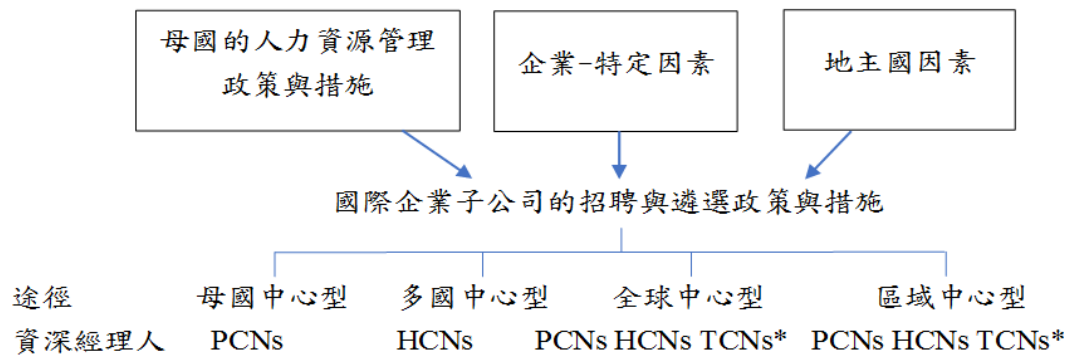 母國的人力資源管理
政策與措施
企業-特定因素
地主國因素
國際企業子公司的招聘與遴選政策與措施
途徑 母國中心型 多國中心型 全球中心型 區域中心型
資深經理人 PCNs HCNs PCNs HCNs TCNs* PCNs HCNs TCNs*